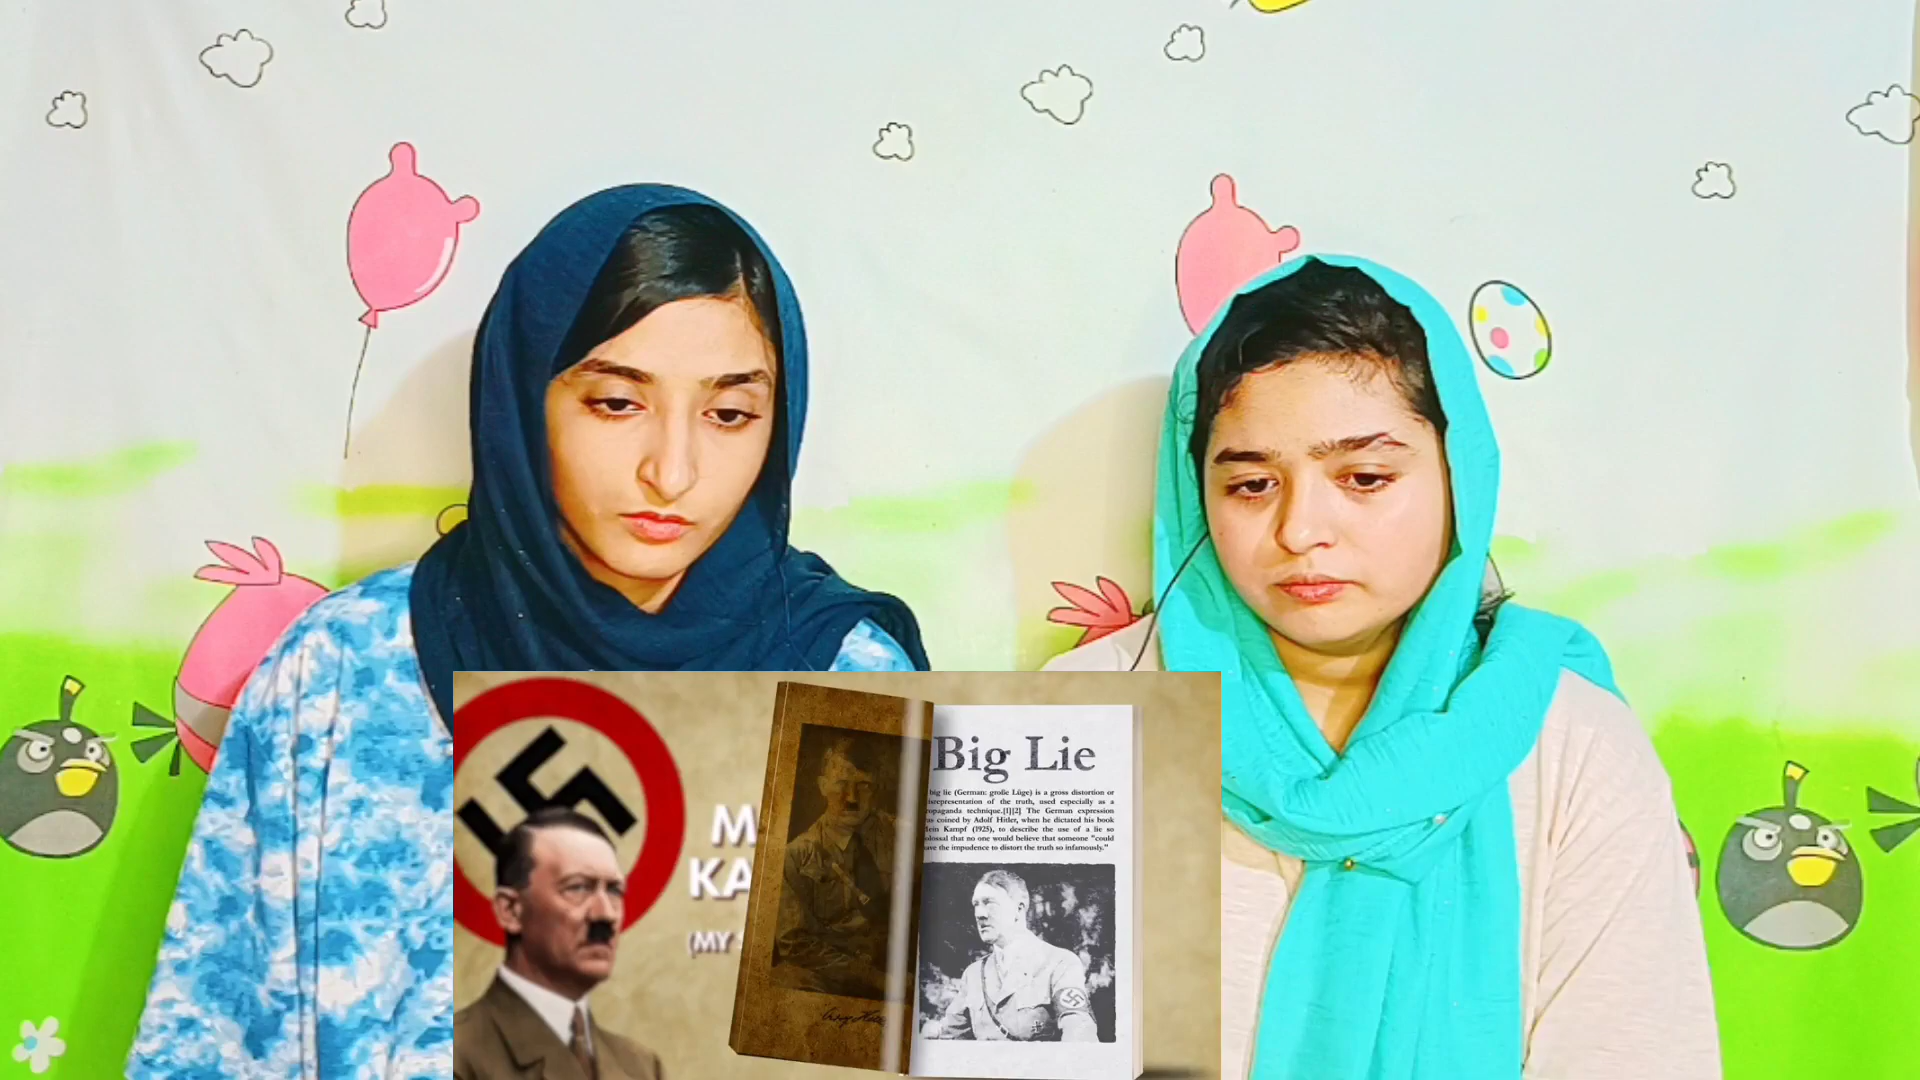 M
KA
(MY S
Big Lie
big lie (German: große Lüge) is a gross distortion or
isrepresentation of the truth, used especially as a
ropaganda technique.[1][2] The German expression
as coined by Adolf Hitler, when he dictated his book
ein Kampf (1925), to describe the use of a lie so
olossal that no one would believe that someone "could
ave the impudence to distort the truth so infamously."